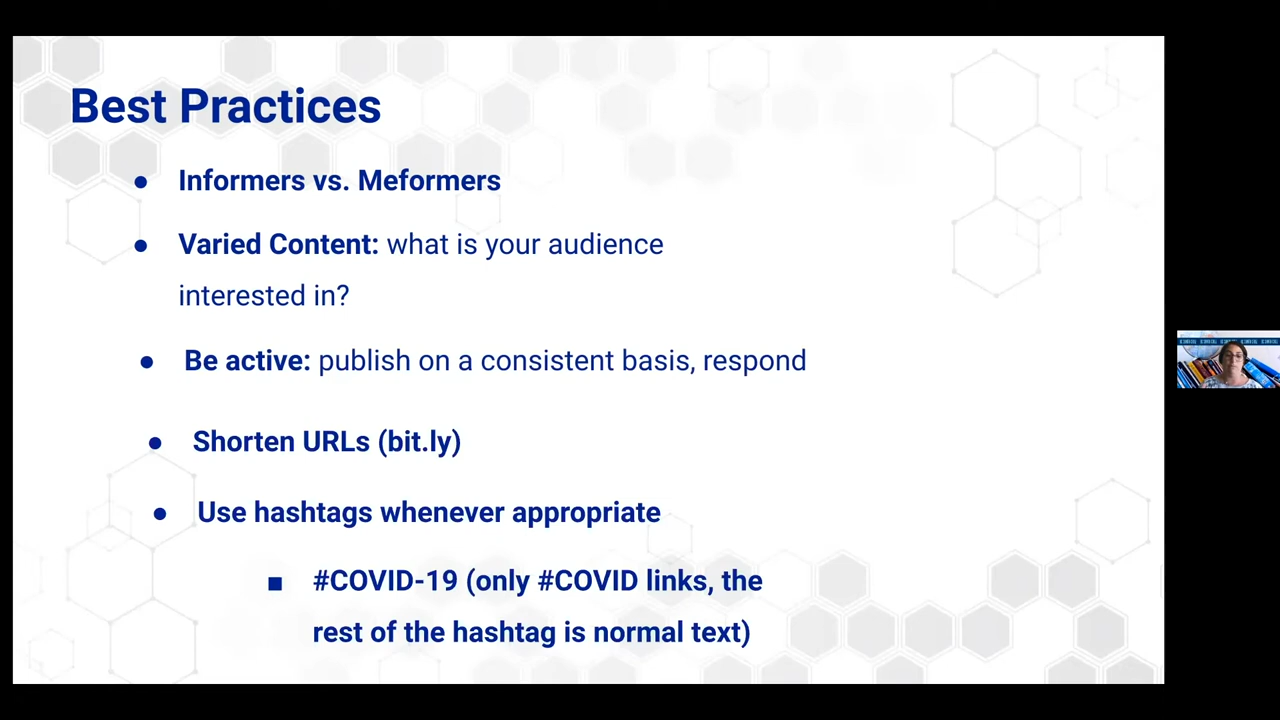 Best Practices
● Informers vs. Meformers
● Varied Content: what is your audience
interested in?
● Be active: publish on a consistent basis, respond
● Shorten URLs (bit.ly)
● Use hashtags whenever appropriate
■ #COVID-19 (only #COVID links, the
rest of the hashtag is normal text)